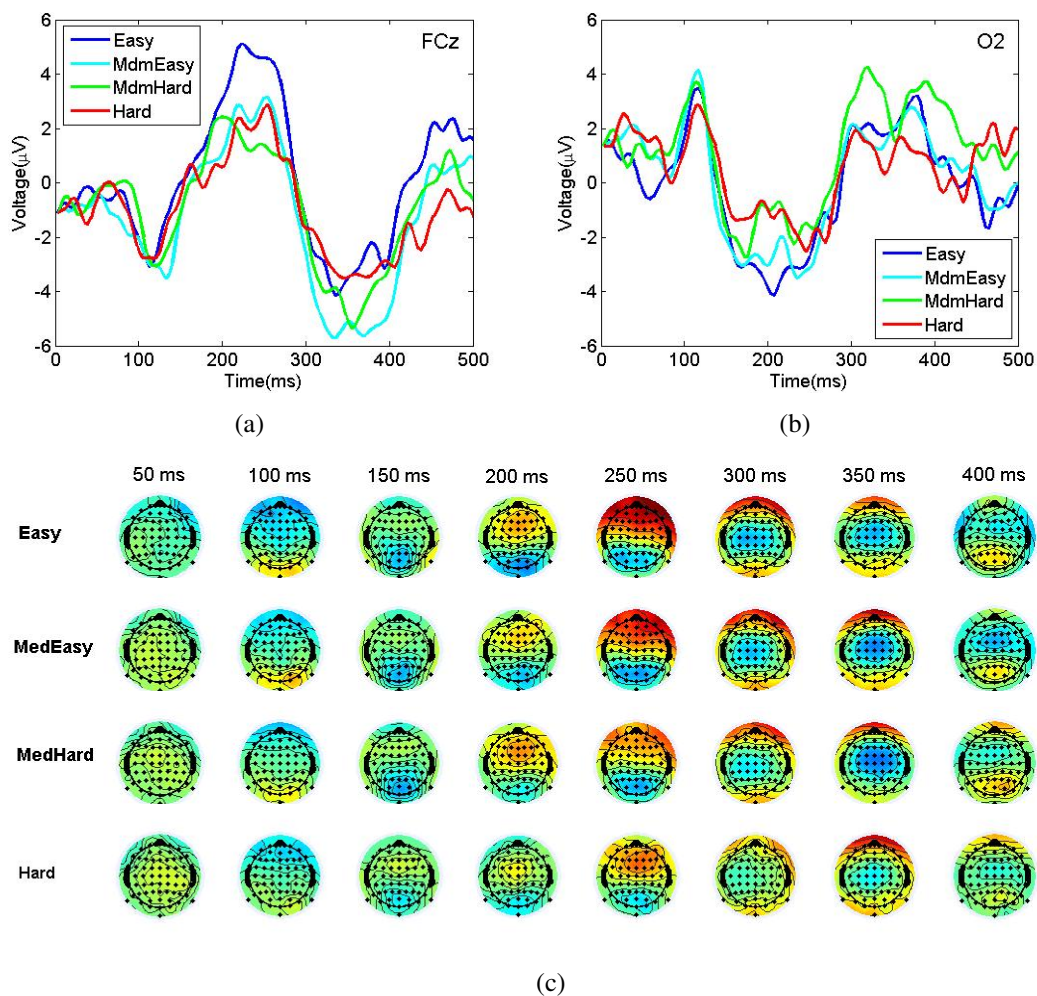 FCz
Easy
MdmEasy
MdmHard
Hard
6
4
2
0
-2
-4
-6
Voltage(μV)
0 100 200 300 400 500
Time(ms)
(a)
O2
6
4
2
0
-2
-4
-6
Voltage(μV)
Easy
MdmEasy
MdmHard
Hard
0 100 200 300 400 500
Time(ms)
(b)
50 ms 100 ms 150 ms 200 ms 250 ms 300 ms 350 ms 400 ms
Easy
MedEasy
MedHard
Hard
(c)